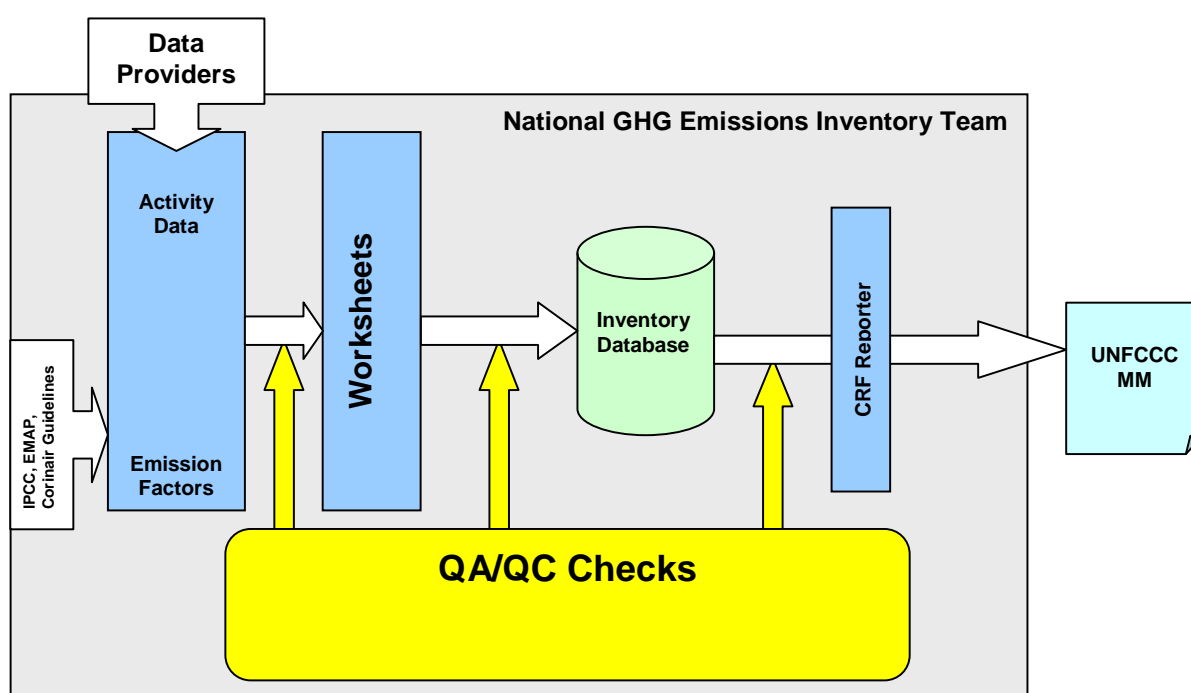 Data
Providers
National GHG Emissions Inventory Team
Activity
Data
Emission
Factors
IPCC, EMAP,
Corinair Guidelines
Worksheets
Inventory
Database
CRF Reporter
UNFCCC
MM
QA/QC Checks